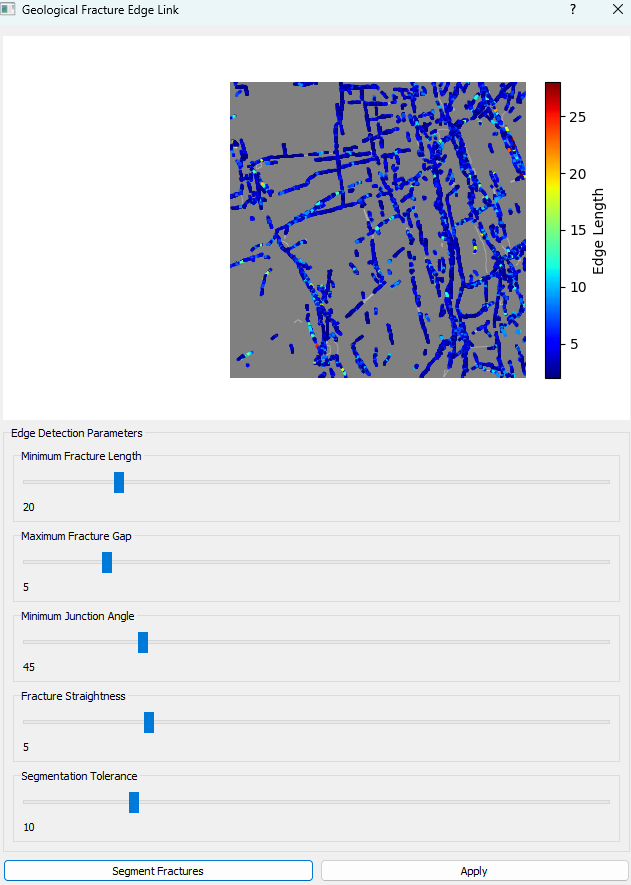 Geological Fracture Edge Link
?
25
20
15
10
5
Edge Length
Edge Detection Parameters
Minimum Fracture Length
20
Maximum Fracture Gap
5
Minimum Junction Angle
45
Fracture Straightness
5
Segmentation Tolerance
10
Segment Fractures
Apply